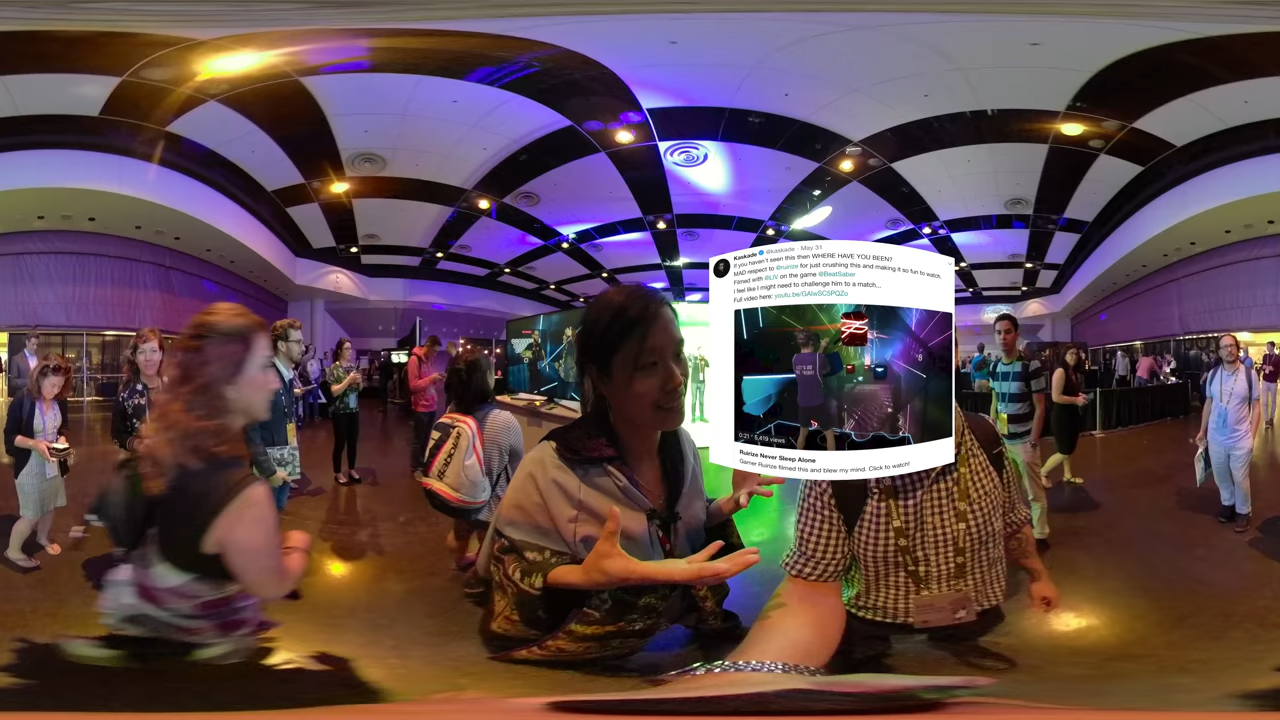 Kaskade @kaskade · May 31
If you haven't seen this then WHERE HAVE YOU BEEN?
MAD respect to @ruirize for just crushing this and making it so fun to watch.
Filmed with @LIV on the game @BeatSaber
I feel like I might need to challenge him to a match...
Full video here: youtu.be/GAIwSC5PQZo
0:21 · 5,419 views
Ruirize Never Sleep Alone
Gamer Ruirize filmed this and blew my mind. Click to watch!